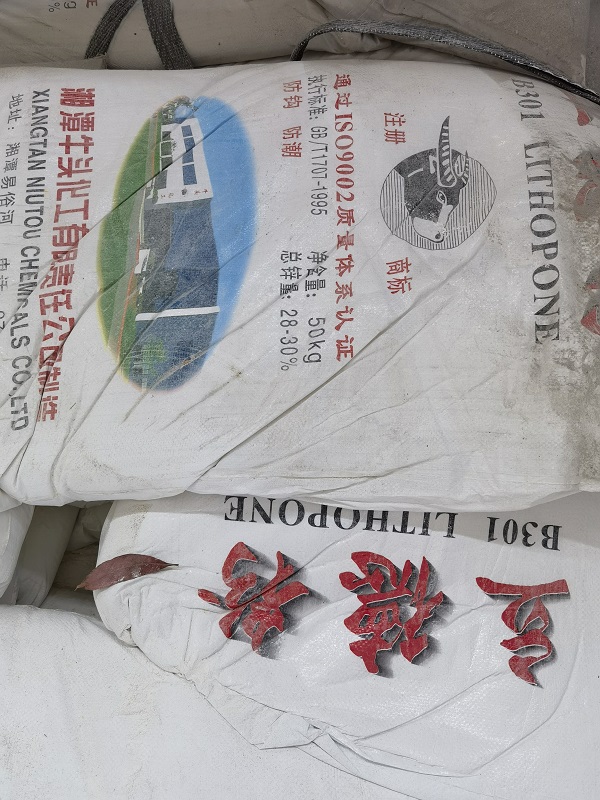 B301 LITHOPONE
注册
商标
通过ISO9002质量体系认证
执行标准: GB/T1707-1995
净含量: 50kg
防钩 防潮
总锌量: 28-30%
湘潭牛头化工有限责任公司制造
XIANGTAN NIUTOU CHEMICALS CO.,LTD
地址: 湘潭易俗河
B301 LITHOPONE
立德粉